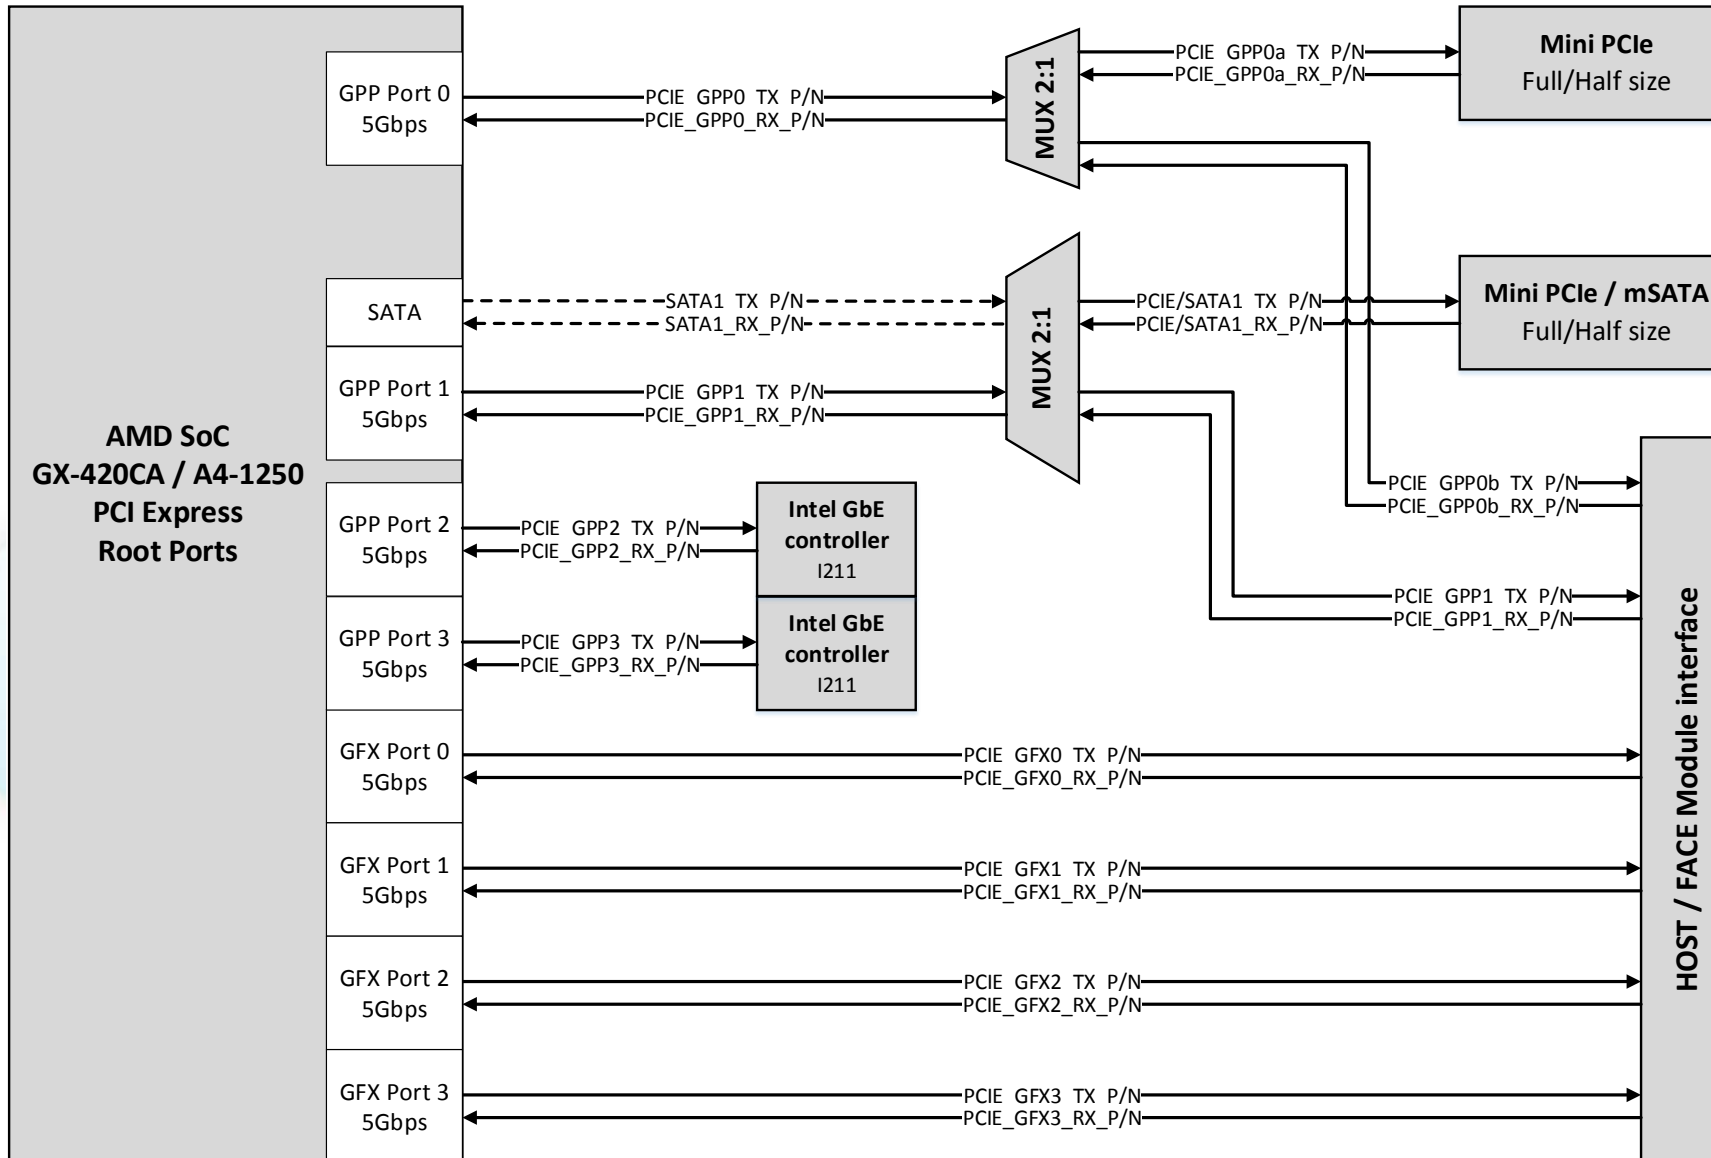 AMD SoC
GX-420CA / A4-1250
PCI Express
Root Ports
GPP Port 0
5Gbps
PCIE_GPP0_TX_P/N
PCIE_GPP0_RX_P/N
MUX 2:1
PCIE_GPP0a_TX_P/N
PCIE_GPP0a_RX_P/N
Mini PCIe
Full/Half size
SATA
SATA1_TX_P/N
SATA1_RX_P/N
MUX 2:1
PCIE/SATA1_TX_P/N
PCIE/SATA1_RX_P/N
Mini PCIe / mSATA
Full/Half size
GPP Port 1
5Gbps
PCIE_GPP1_TX_P/N
PCIE_GPP1_RX_P/N
PCIE_GPP0b_TX_P/N
PCIE_GPP0b_RX_P/N
GPP Port 2
5Gbps
PCIE_GPP2_TX_P/N
PCIE_GPP2_RX_P/N
Intel GbE
controller
I211
PCIE_GPP1_TX_P/N
PCIE_GPP1_RX_P/N
GPP Port 3
5Gbps
PCIE_GPP3_TX_P/N
PCIE_GPP3_RX_P/N
Intel GbE
controller
I211
HOST / FACE Module interface
GFX Port 0
5Gbps
PCIE_GFX0_TX_P/N
PCIE_GFX0_RX_P/N
GFX Port 1
5Gbps
PCIE_GFX1_TX_P/N
PCIE_GFX1_RX_P/N
GFX Port 2
5Gbps
PCIE_GFX2_TX_P/N
PCIE_GFX2_RX_P/N
GFX Port 3
5Gbps
PCIE_GFX3_TX_P/N
PCIE_GFX3_RX_P/N